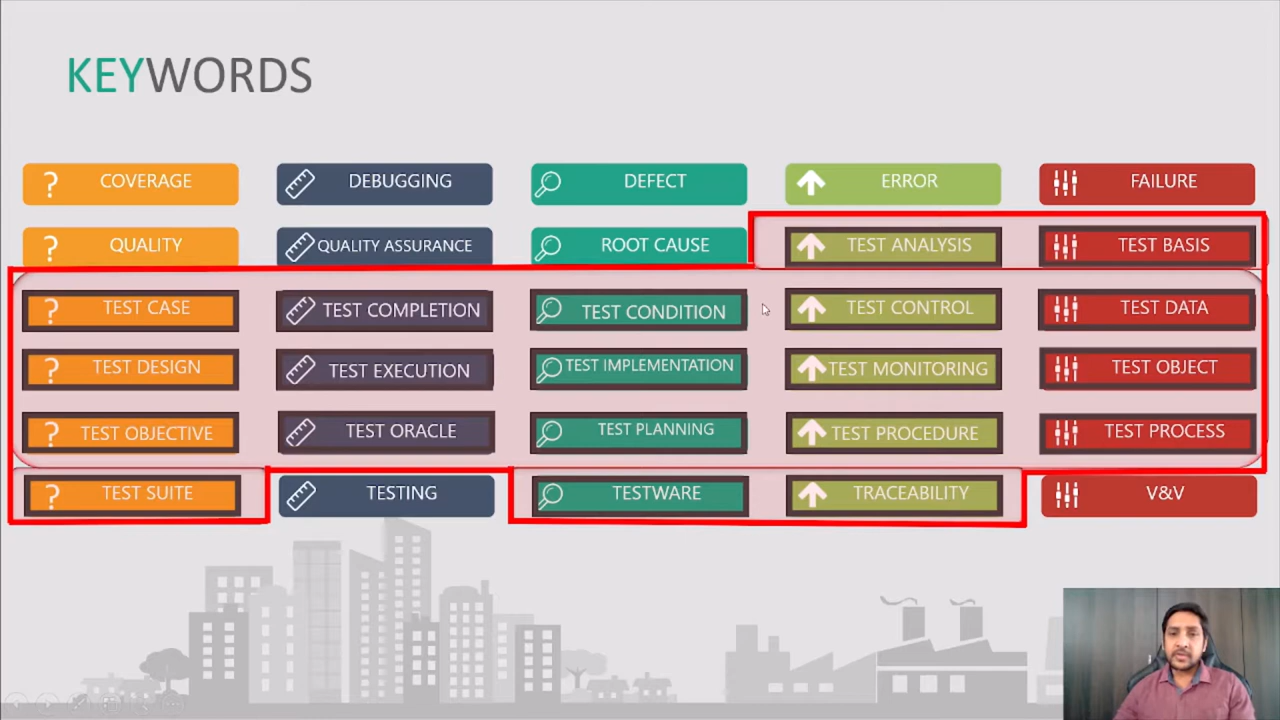 KEYWORDS
COVERAGE
DEBUGGING
DEFECT
ERROR
FAILURE
QUALITY
QUALITY ASSURANCE
ROOT CAUSE
TEST ANALYSIS
TEST BASIS
TEST CASE
TEST COMPLETION
TEST CONDITION
TEST CONTROL
TEST DATA
TEST DESIGN
TEST EXECUTION
TEST IMPLEMENTATION
TEST MONITORING
TEST OBJECT
TEST OBJECTIVE
TEST ORACLE
TEST PLANNING
TEST PROCEDURE
TEST PROCESS
TEST SUITE
TESTING
TESTWARE
TRACEABILITY
V&V